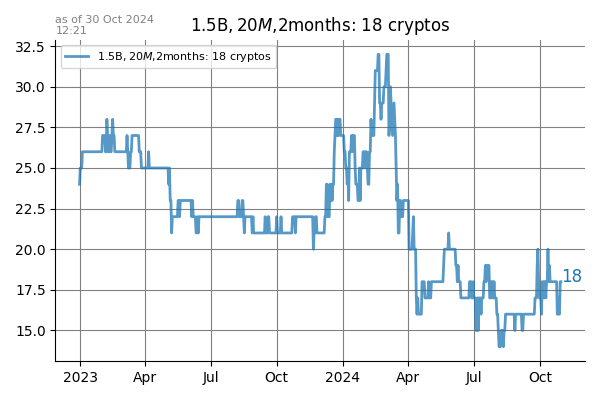 as of 30 Oct 2024
12:21
1.5B, 20M,2months: 18 cryptos
1.5B, 20M,2months: 18 cryptos
32.5
30.0
27.5
25.0
22.5
20.0
17.5
15.0
18
2023
Apr
Jul
Oct
2024
Apr
Jul
Oct